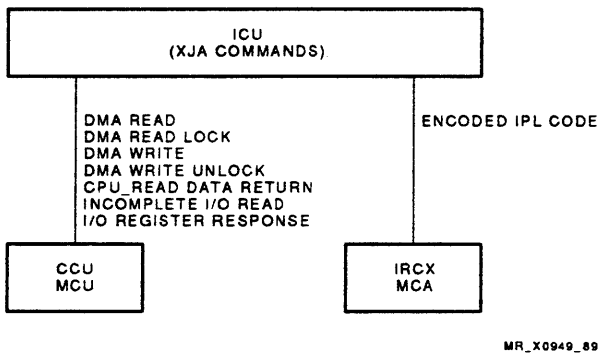 ICU
(XJA COMMANDS)
DMA READ
DMA READ LOCK
DMA WRITE
DMA WRITE UNLOCK
CPU_READ DATA RETURN
INCOMPLETE I/O READ
I/O REGISTER RESPONSE
ENCODED IPL CODE
CCU
MCU
IRCX
MCA
MR_X0949_89